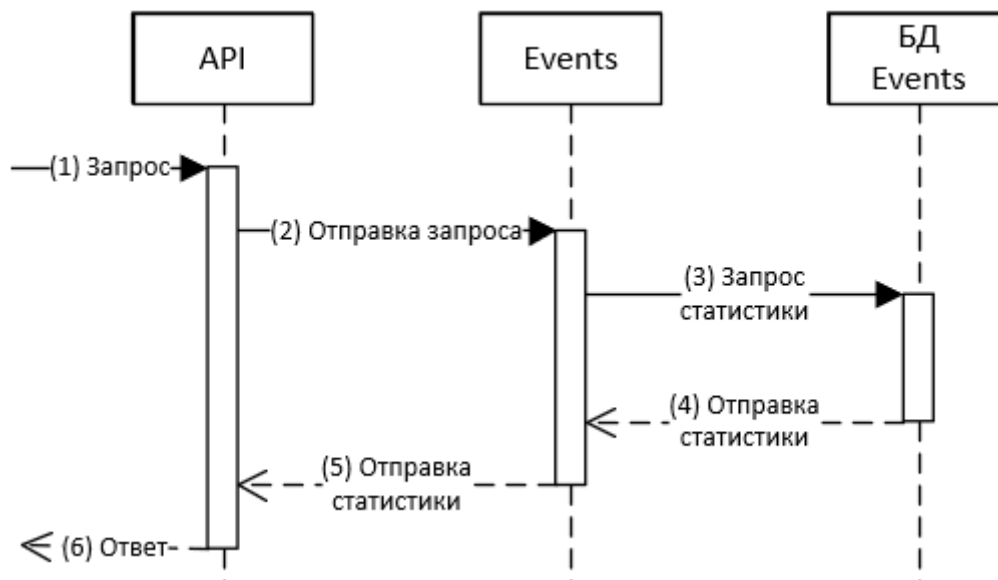 API
Events
БД
Events
(1) Запрос
(2) Отправка запроса
(3) Запрос
статистики
(4) Отправка
статистики
(5) Отправка
статистики
(6) Ответ